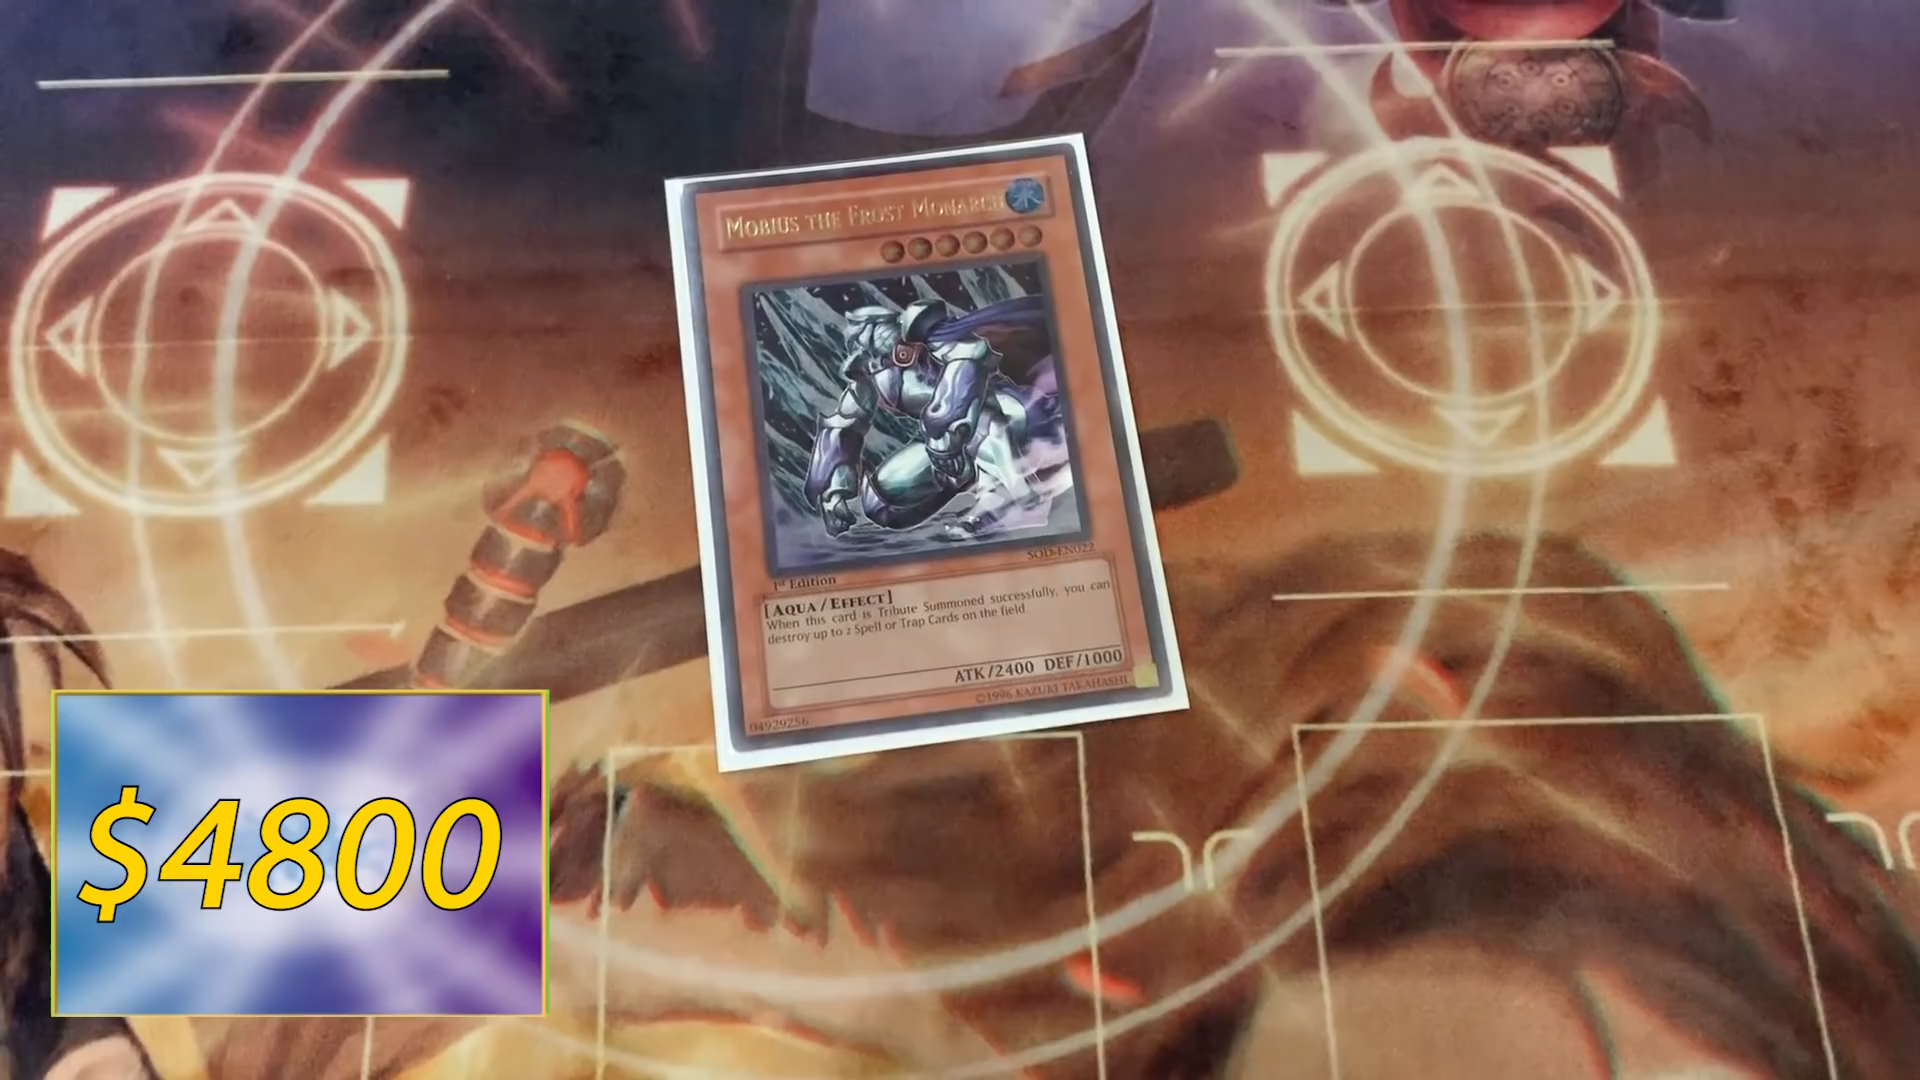 MOBIUS THE FROST MONARCH
水
SOD-EN022
1st Edition
[AQUA/EFFECT]
When this card is Tribute Summoned successfully, you can
destroy up to 2 Spell or Trap Cards on the field
ATK/2400 DEF/1000
©1996 KAZUKI TAKAHASHI
04929256
$4800